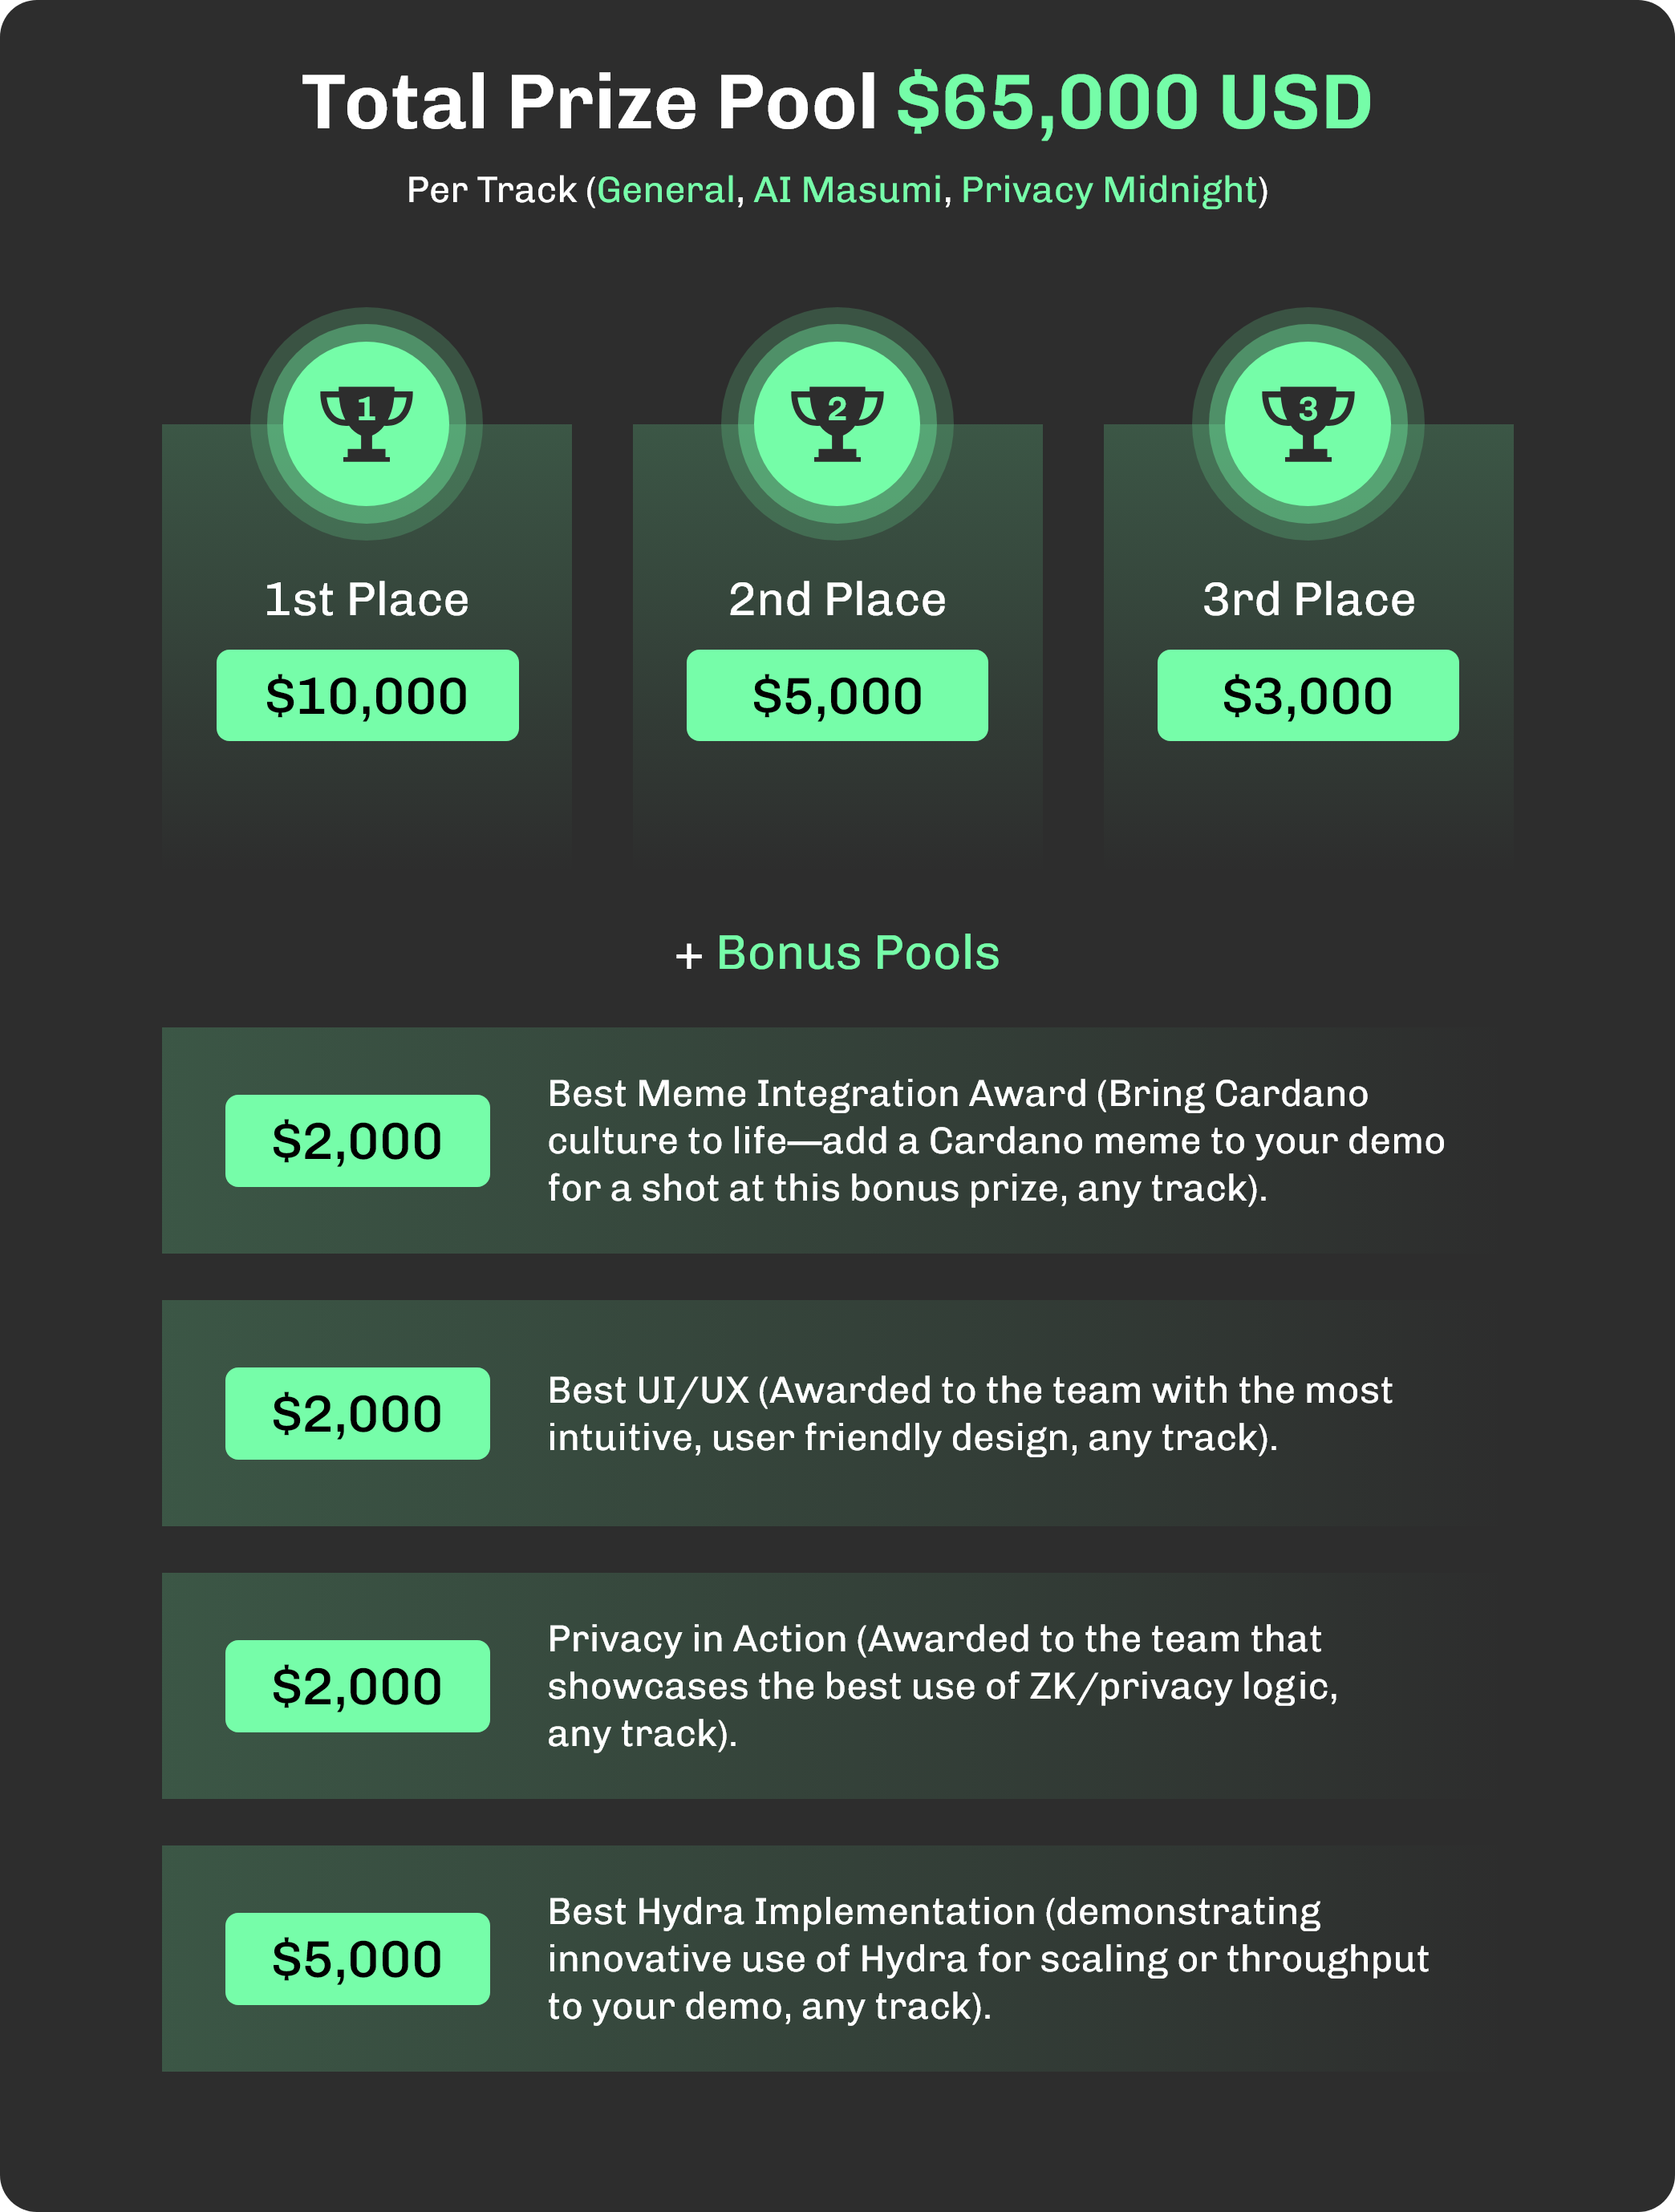 Total Prize Pool $65,000 USD
Per Track (General, AI Masumi, Privacy Midnight)
1
2
3
1st Place
2nd Place
3rd Place
$10,000
$5,000
$3,000
+ Bonus Pools
$2,000
Best Meme Integration Award (Bring Cardano
culture to life—add a Cardano meme to your demo
for a shot at this bonus prize, any track).
$2,000
Best UI/UX (Awarded to the team with the most
intuitive, user friendly design, any track).
$2,000
Privacy in Action (Awarded to the team that
showcases the best use of ZK/privacy logic,
any track).
$5,000
Best Hydra Implementation (demonstrating
innovative use of Hydra for scaling or throughput
to your demo, any track).